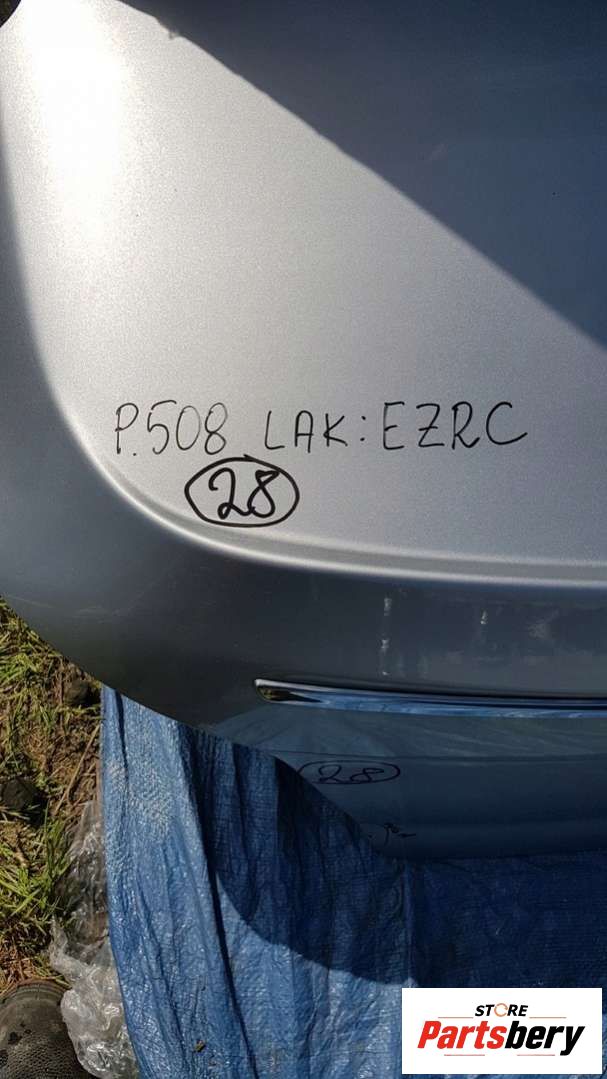 P.508 LAK: EZRC
28
28
STORE
Partsbery